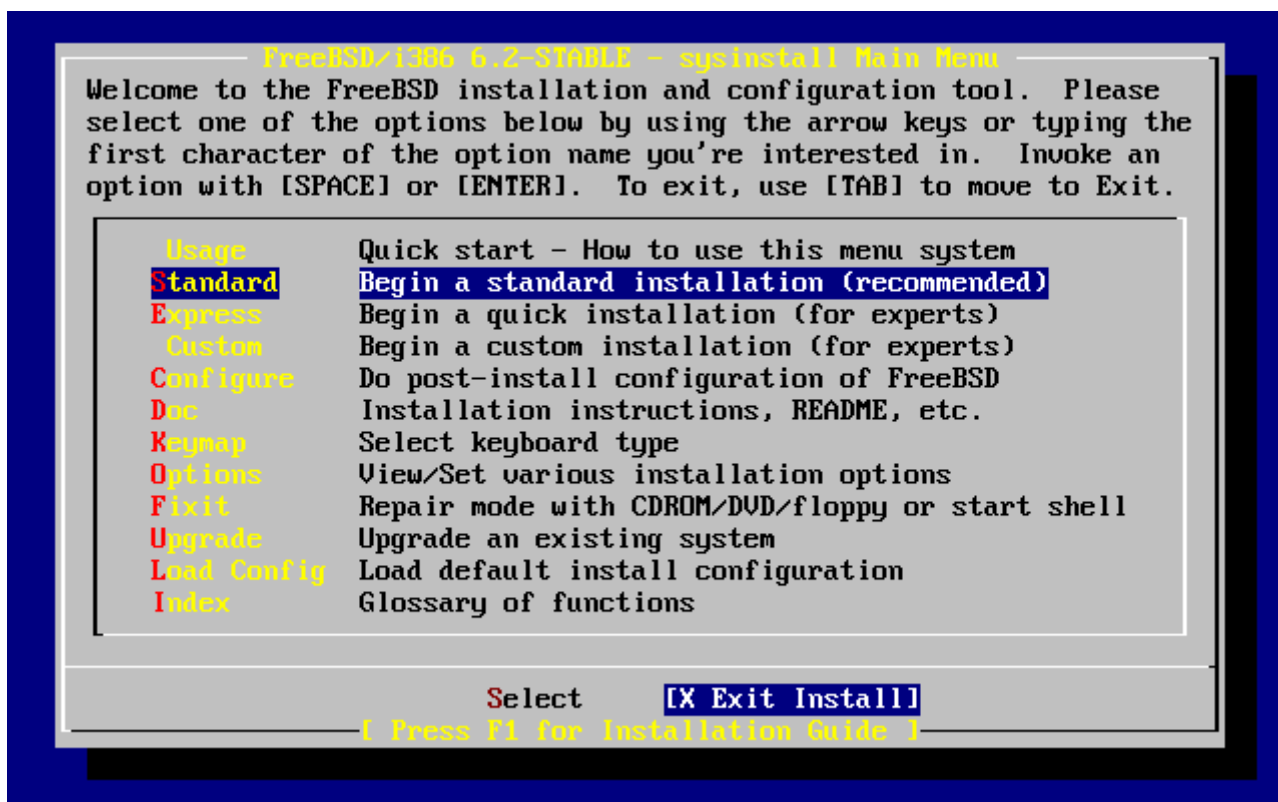 FreeBSD/i386 6.2-STABLE - sysinstall Main Menu
Welcome to the FreeBSD installation and configuration tool.  Please
select one of the options below by using the arrow keys or typing the
first character of the option name you're interested in.  Invoke an
option with [SPACE] or [ENTER].  To exit, use [TAB] to move to Exit.
Usage Quick start - How to use this menu system
Standard Begin a standard installation (recommended)
Express Begin a quick installation (for experts)
Custom Begin a custom installation (for experts)
Configure Do post-install configuration of FreeBSD
Doc Installation instructions, README, etc.
Keymap Select keyboard type
Options View/Set various installation options
Fixit Repair mode with CDROM/DVD/floppy or start shell
Upgrade Upgrade an existing system
Load Config Load default install configuration
Index Glossary of functions
Select [X Exit Install]
[ Press F1 for Installation Guide ]